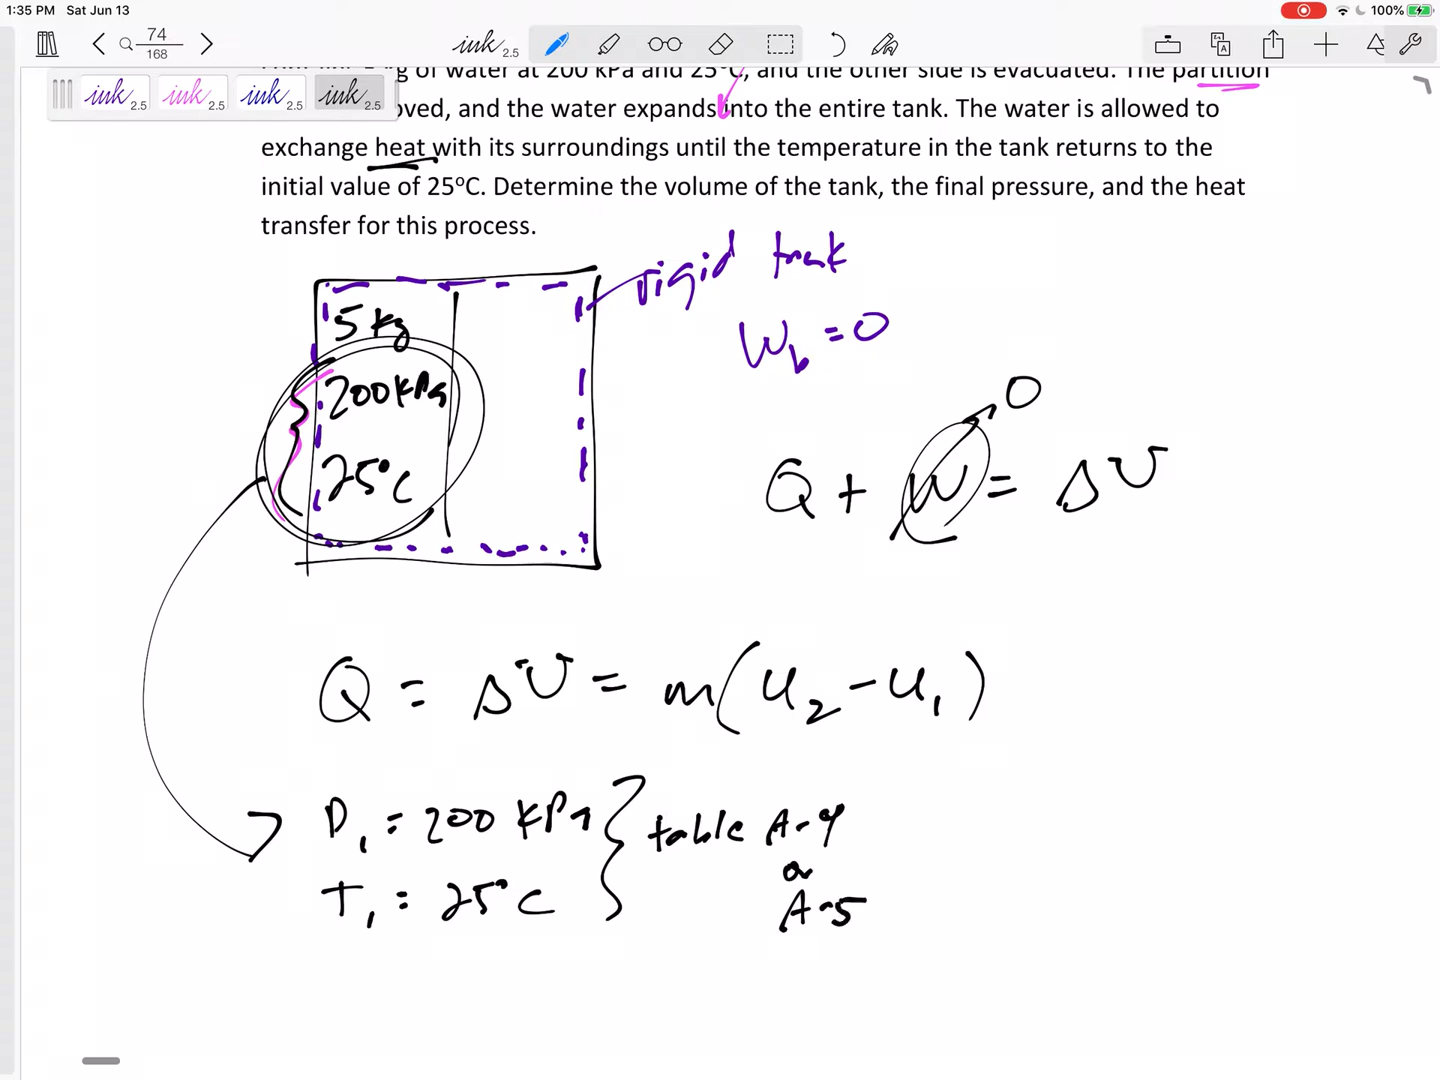 1:35 PM Sat Jun 13
100%
74
168
ink 2.5
ink 2.5 ink 2.5 ink 2.5 ink 2.5
g of water at 200 kPa and 25°C, and the other side is evacuated. The partition
oved, and the water expands into the entire tank. The water is allowed to
exchange heat with its surroundings until the temperature in the tank returns to the
initial value of 25°C. Determine the volume of the tank, the final pressure, and the heat
transfer for this process.
rigid tank
5 kg
W_b = 0
200 kPa
0
25°C
Q + W = ΔU
Q = ΔU = m(u₂ - u₁)
P₁ = 200 kPa } table A-4
or
T₁ = 25°C A-5